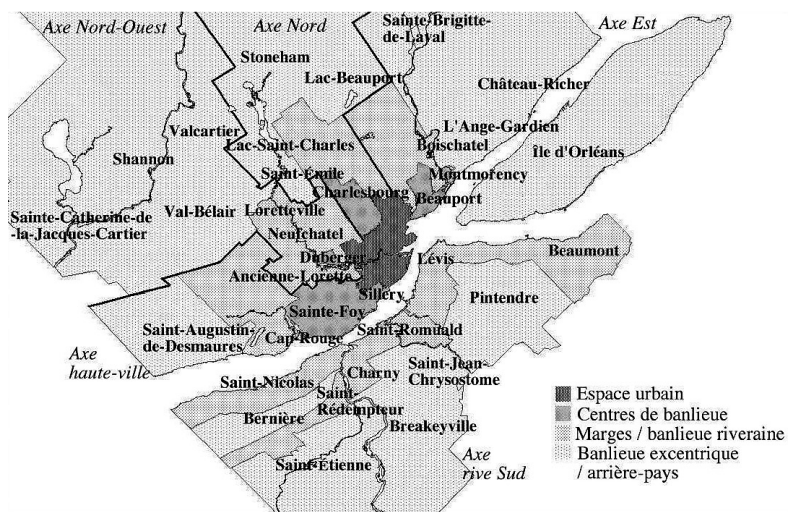 Axe Nord-Ouest
Axe Nord
Sainte-Brigitte-
de-Laval
Axe Est
Stoneham
Lac-Beauport
Château-Richer
Valcartier
L'Ange-Gardien
Lac-Saint-Charles
Boischatel
Shannon
Île d'Orléans
Saint-Émile
Montmorency
Charlesbourg
Beauport
Sainte-Catherine-de
-la-Jacques-Cartier
Val-Bélair
Loretteville
Neufchatel
Duberger
Lévis
Beaumont
Ancienne-Lorette
Sillery
Pintendre
Sainte-Foy
Saint-Augustin-
de-Desmaures
Cap-Rouge
Saint-Romuald
Axe
haute-ville
Saint-Jean-
Chrysostome
Charny
Saint-Nicolas
Saint-
Rédempteur
Bernière
Breakeyville
Saint-Étienne
Axe
rive Sud
Espace urbain
Centres de banlieue
Marges / banlieue riveraine
Banlieue excentrique
/ arrière-pays